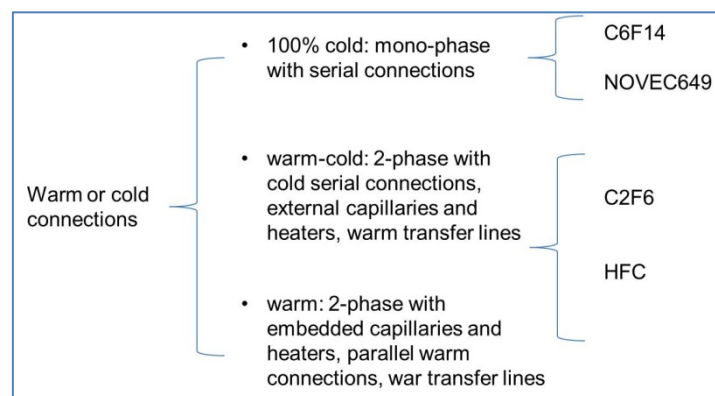 Warm or cold
connections
• 100% cold: mono-phase
with serial connections
• warm-cold: 2-phase with
cold serial connections,
external capillaries and
heaters, warm transfer lines
• warm: 2-phase with
embedded capillaries and
heaters, parallel warm
connections, war transfer lines
C6F14
NOVEC649
C2F6
HFC